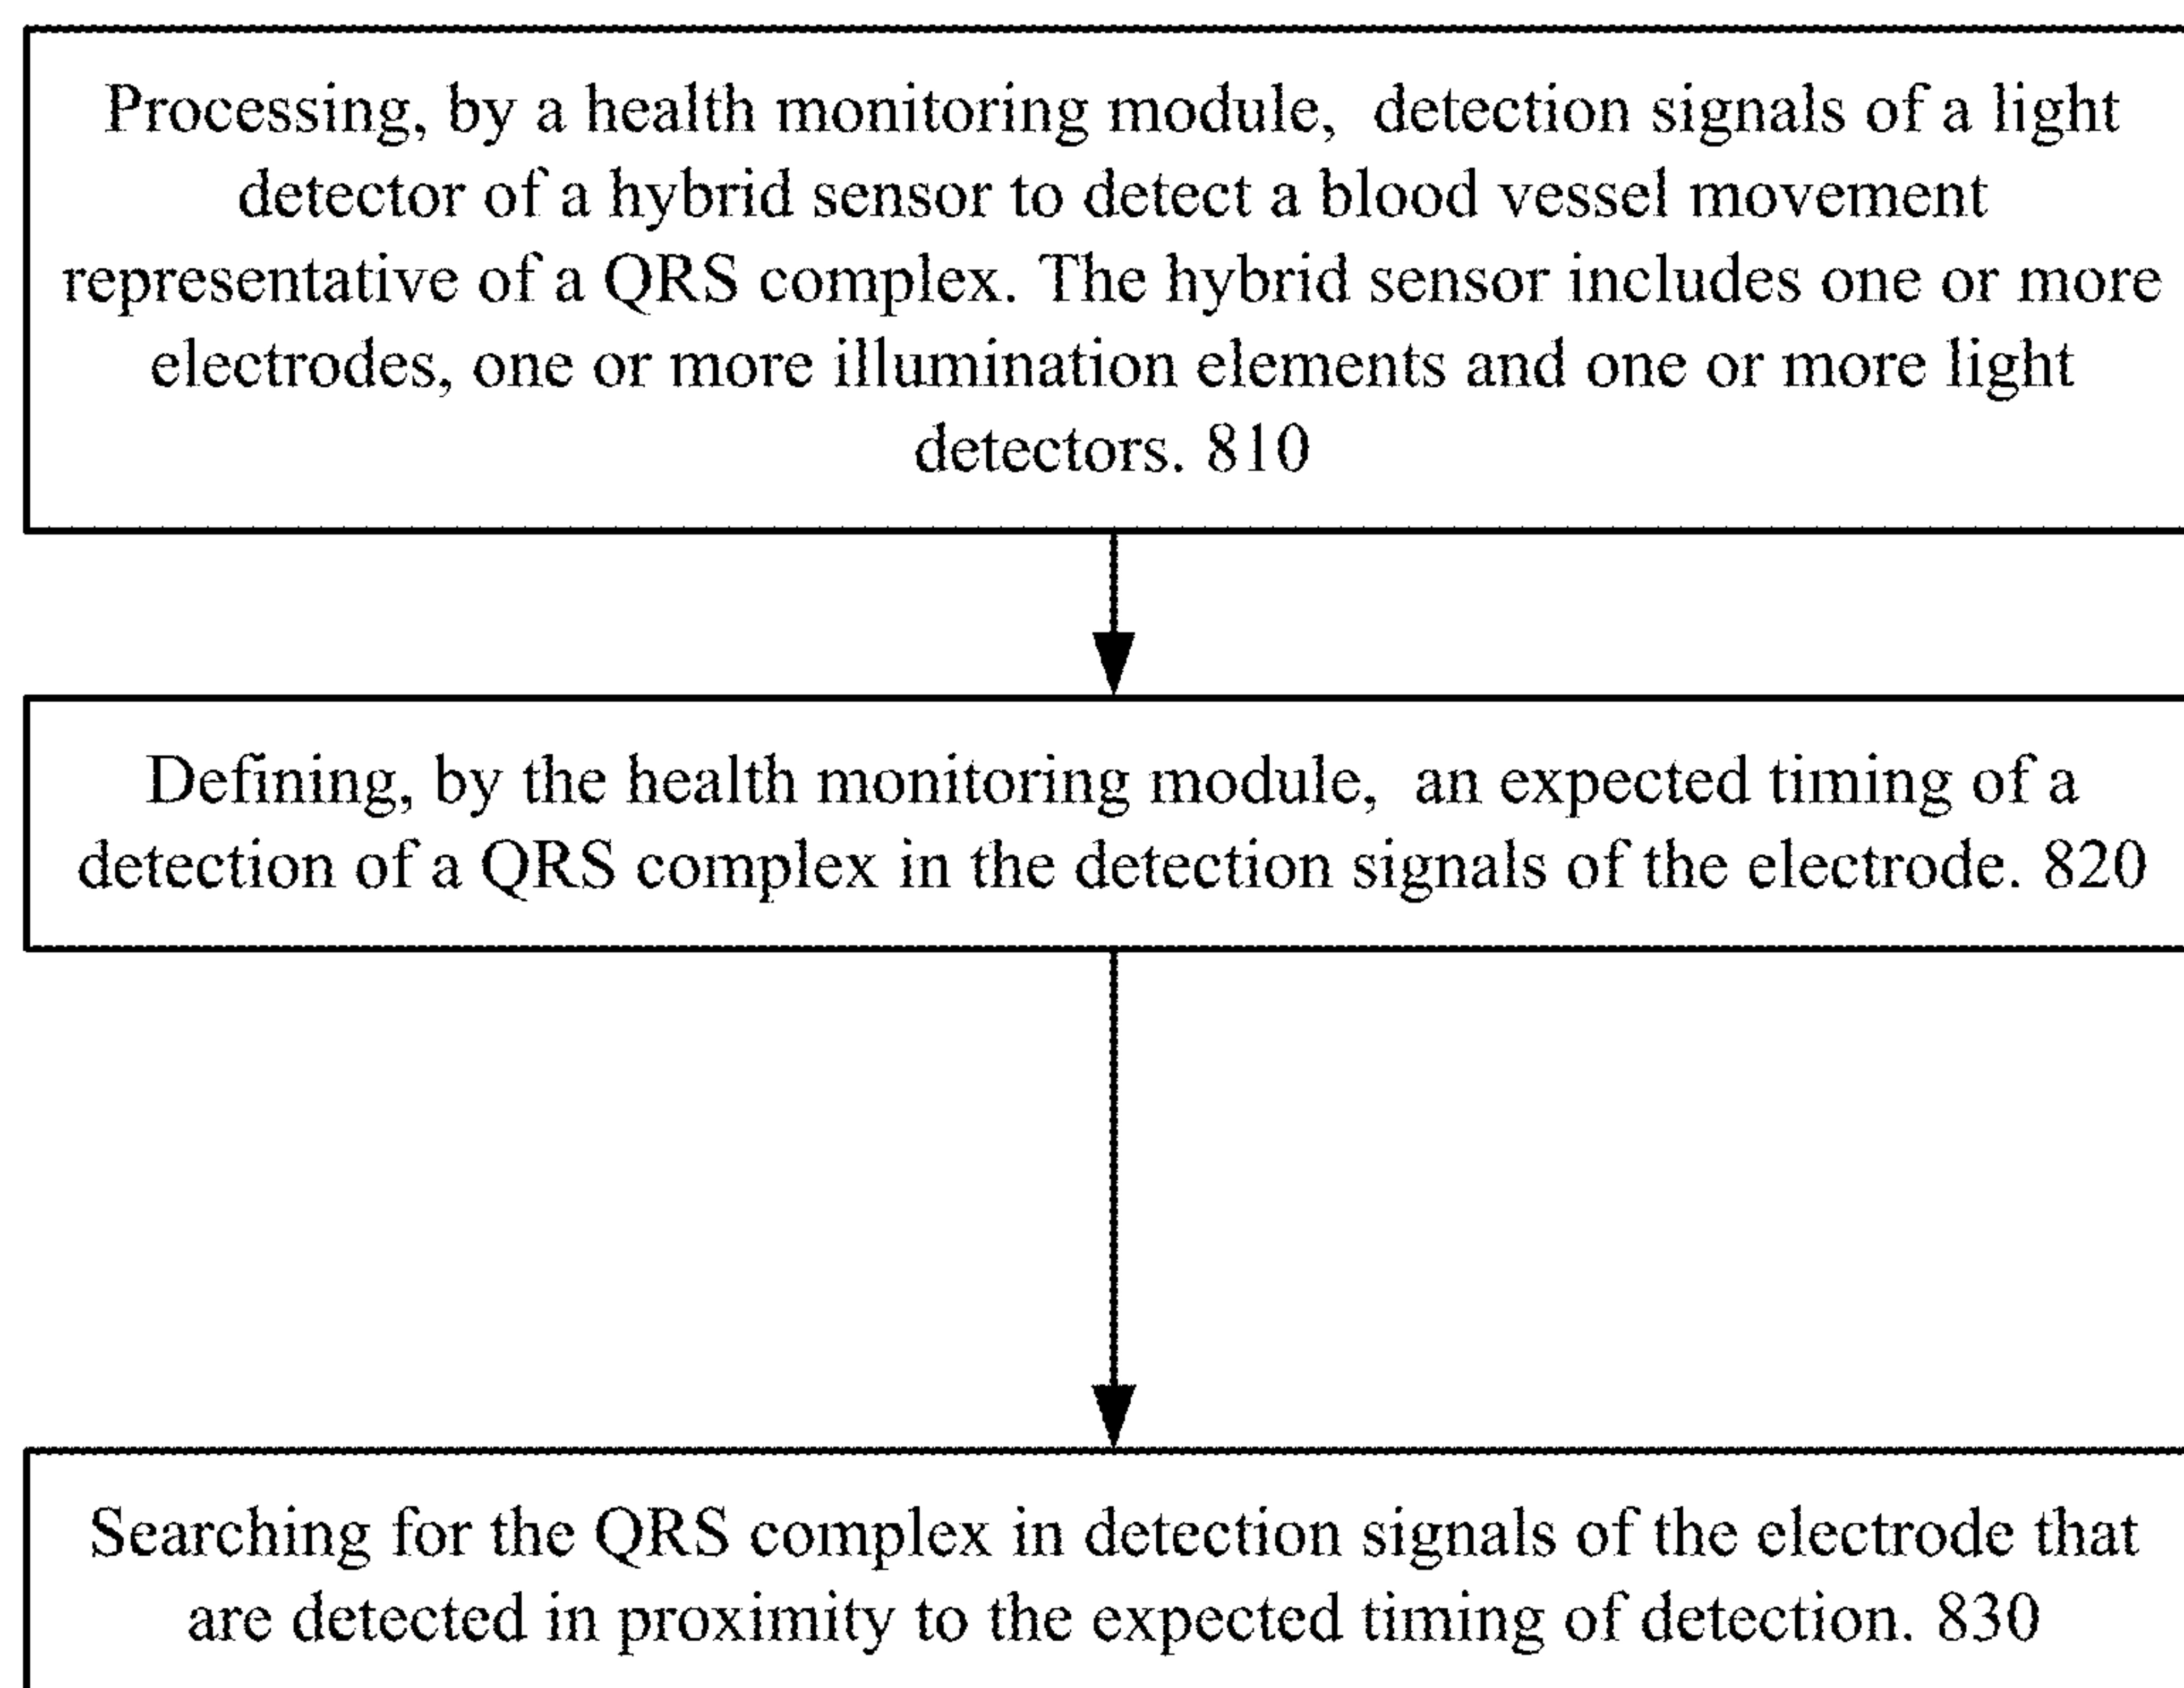 Processing, by a health monitoring module, detection signals of a light
detector of a hybrid sensor to detect a blood vessel movement
representative of a QRS complex. The hybrid sensor includes one or more
electrodes, one or more illumination elements and one or more light
detectors. 810
Defining, by the health monitoring module, an expected timing of a
detection of a QRS complex in the detection signals of the electrode. 820
Searching for the QRS complex in detection signals of the electrode that
are detected in proximity to the expected timing of detection. 830